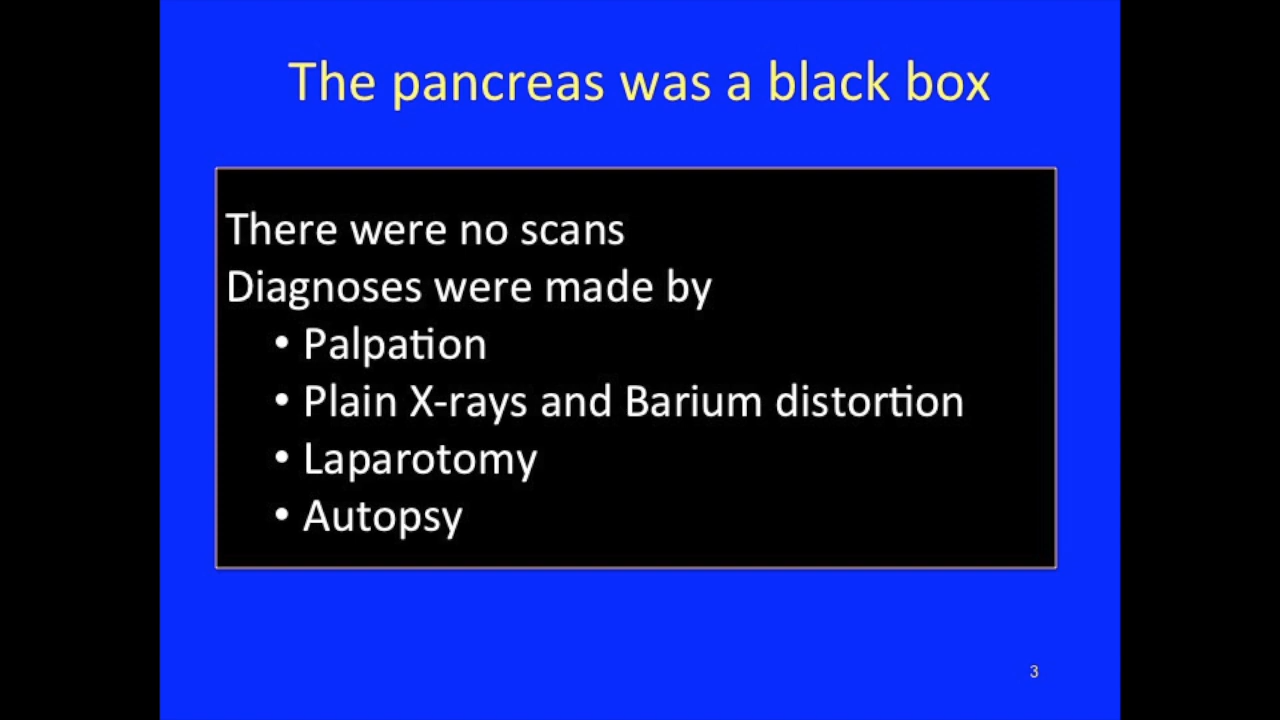 The pancreas was a black box
There were no scans
Diagnoses were made by
• Palpation
• Plain X-rays and Barium distortion
• Laparotomy
• Autopsy
3